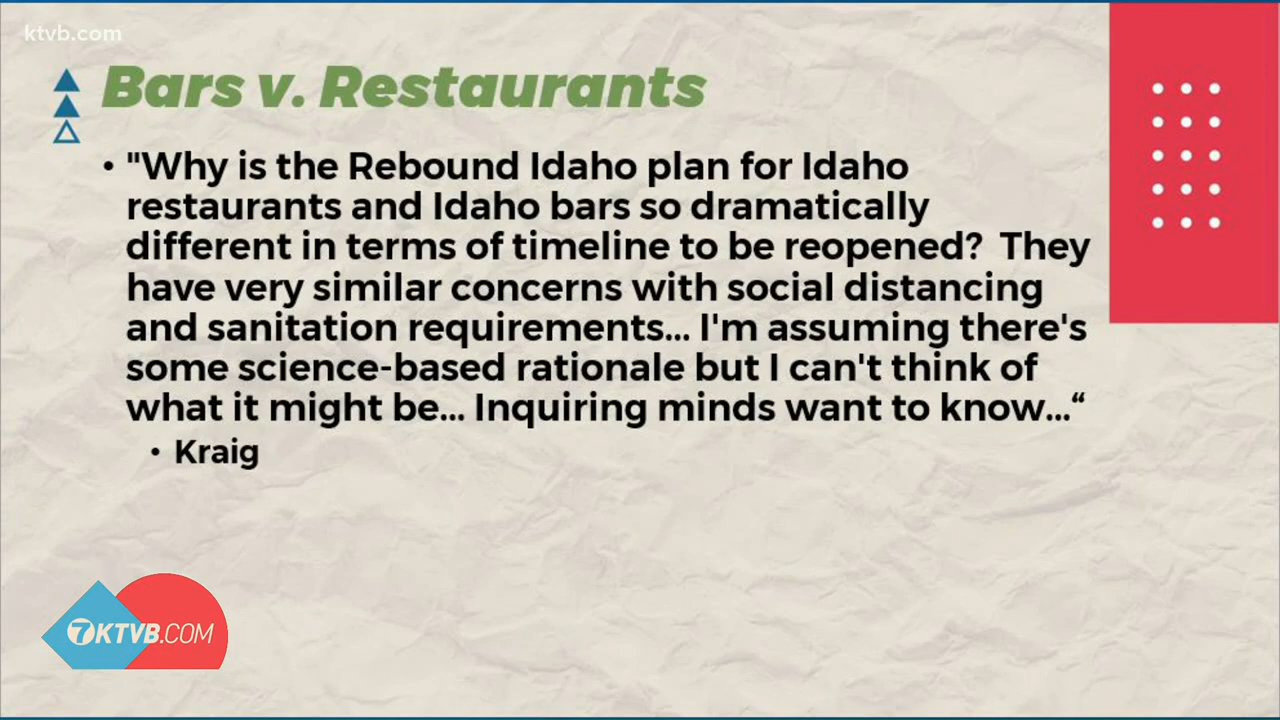 ktvb.com
Bars v. Restaurants
• "Why is the Rebound Idaho plan for Idaho
restaurants and Idaho bars so dramatically
different in terms of timeline to be reopened?  They
have very similar concerns with social distancing
and sanitation requirements... I'm assuming there's
some science-based rationale but I can't think of
what it might be... Inquiring minds want to know...“
• Kraig
7KTVB.COM